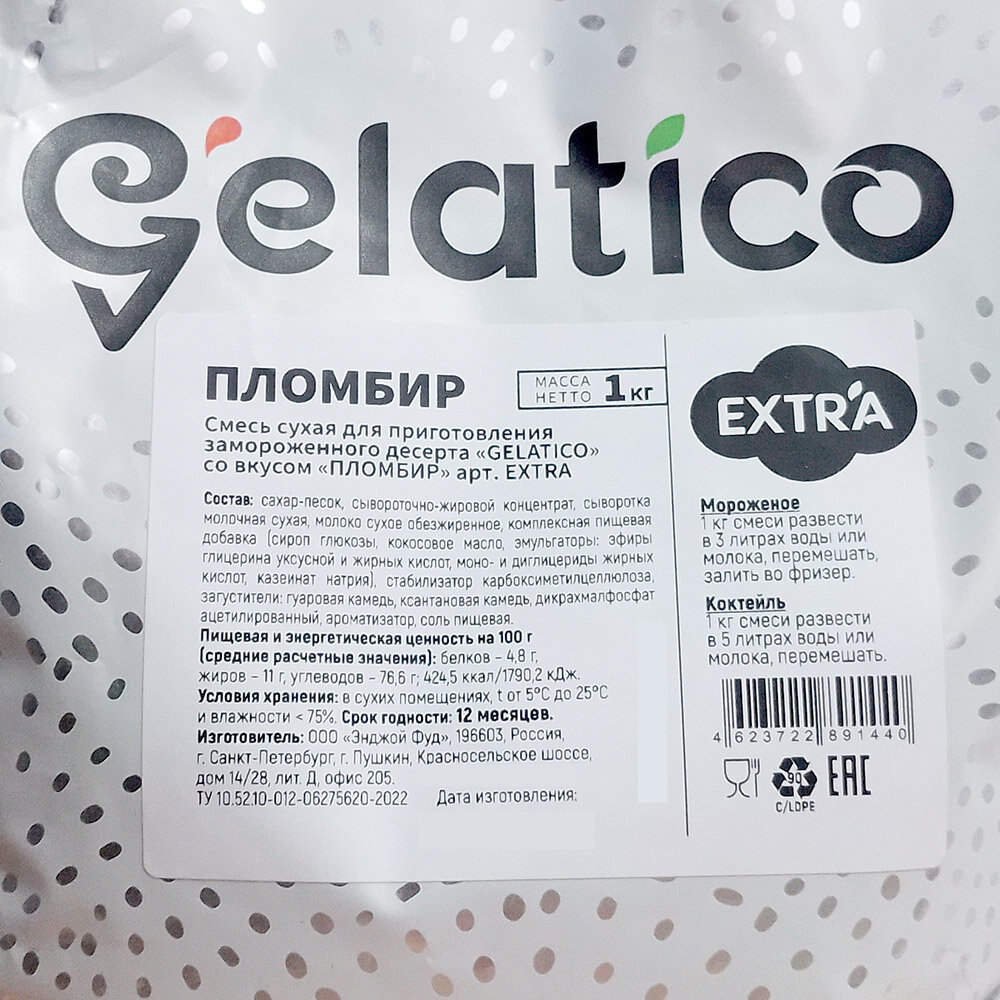 Gelatico
ПЛОМБИР
МАССА НЕТТО 1 кг
Смесь сухая для приготовления
замороженного десерта «GELATICO»
со вкусом «ПЛОМБИР» арт. EXTRA
Состав: сахар-песок, сывороточно-жировой концентрат, сыворотка
молочная сухая, молоко сухое обезжиренное, комплексная пищевая
добавка (сироп глюкозы, кокосовое масло, эмульгаторы: эфиры
глицерина уксусной и жирных кислот, моно- и диглицериды жирных
кислот, казеинат натрия), стабилизатор карбоксиметилцеллюлоза,
загустители: гуаровая камедь, ксантановая камедь, дикрахмалфосфат
ацетилированный, ароматизатор, соль пищевая.
Пищевая и энергетическая ценность на 100 г
(средние расчетные значения): белков – 4,8 г,
жиров – 11 г, углеводов – 76,6 г; 424,5 ккал/1790,2 кДж.
Условия хранения: в сухих помещениях, t от 5°C до 25°C
и влажности < 75%. Срок годности: 12 месяцев.
Изготовитель: ООО «Энджой Фуд», 196603, Россия,
г. Санкт-Петербург, г. Пушкин, Красносельское шоссе,
дом 14/28, лит. Д, офис 205.
ТУ 10.52.10-012-06275620-2022 Дата изготовления:
EXTRA
Мороженое
1 кг смеси развести
в 3 литрах воды или
молока, перемешать,
залить во фризер.
Коктейль
1 кг смеси развести
в 5 литрах воды или
молока, перемешать.
4 623722 891440
90
C/LDPE
EAC